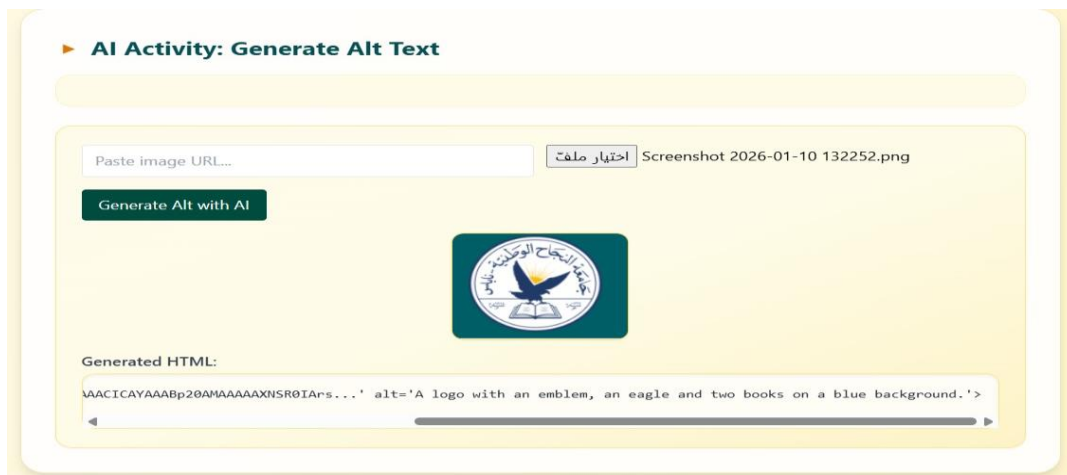 ► AI Activity: Generate Alt Text
Paste image URL...
اختيار ملف Screenshot 2026-01-10 132252.png
Generate Alt with AI
جامعة النجاح الوطنية - نابلس
Generated HTML:
AACICAYAAABp20AMAAAAAXNSR0IArs...' alt='A logo with an emblem, an eagle and two books on a blue background.'>